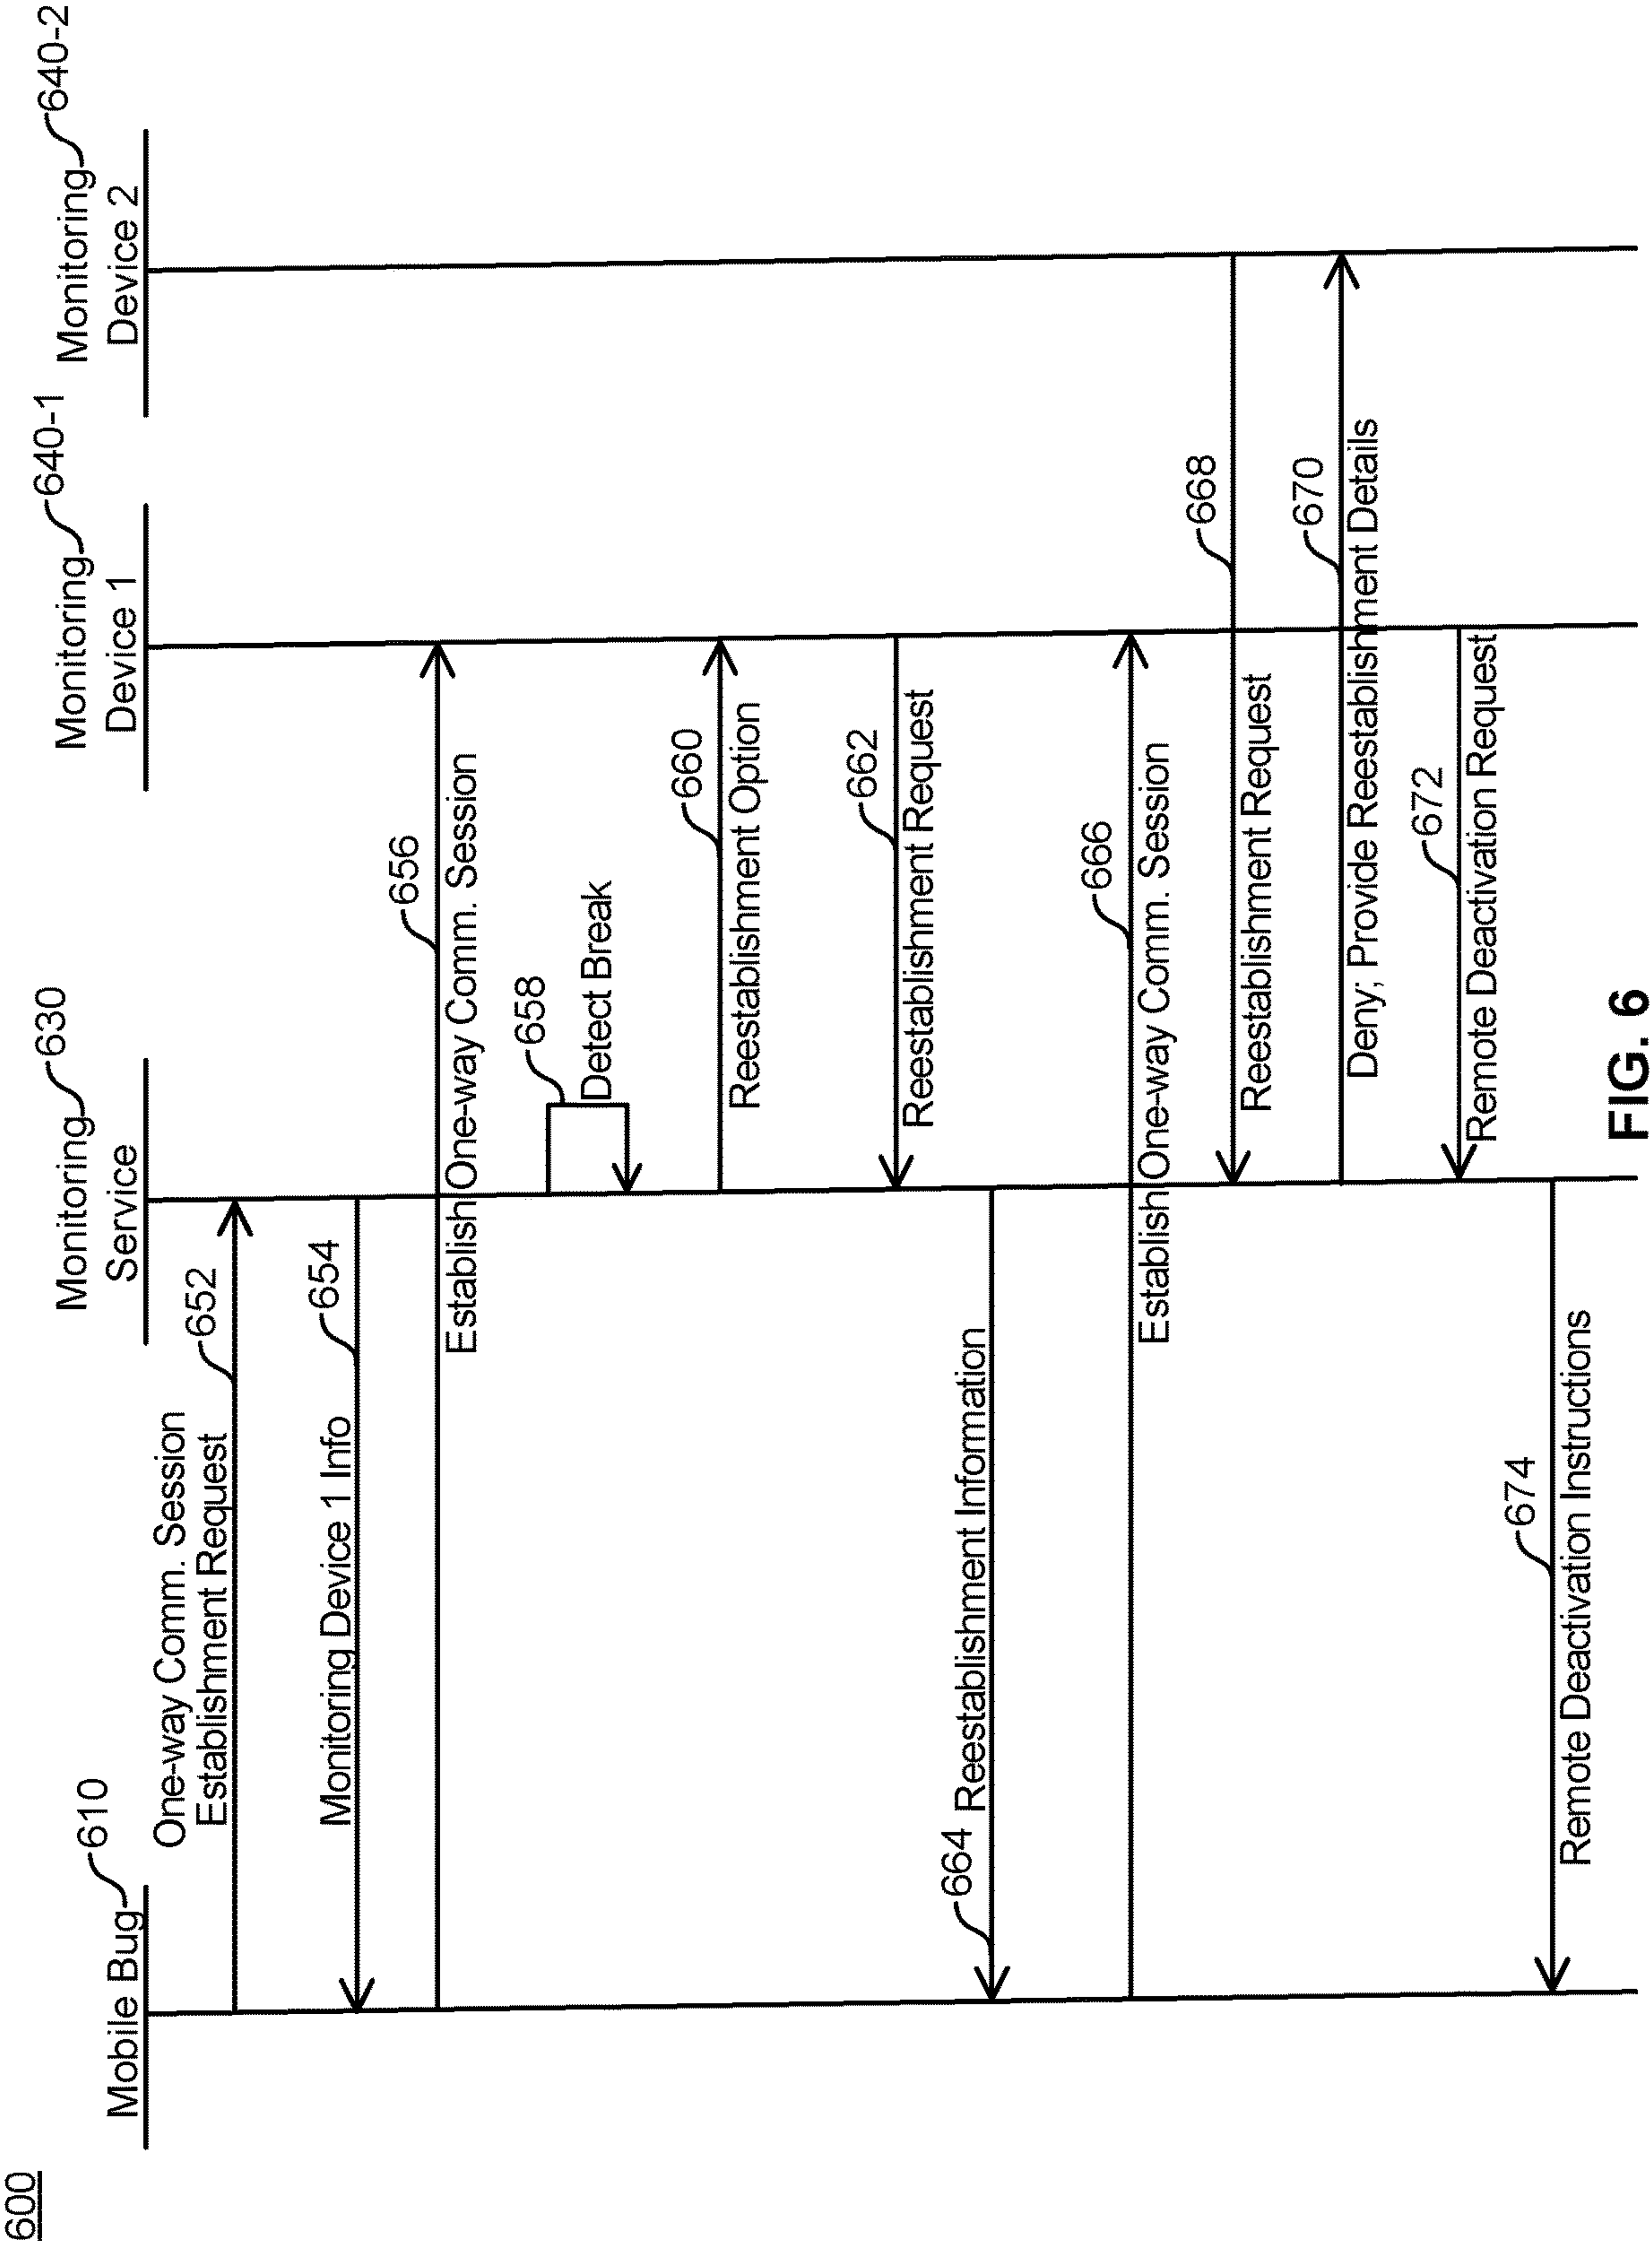 600
Mobile Bug 610
Monitoring 630
Service
Monitoring 640-1
Device 1
Monitoring 640-2
Device 2
One-way Comm. Session
Establishment Request
652
Monitoring Device 1 Info
654
656
Establish One-way Comm. Session
658
Detect Break
660
Reestablishment Option
662
Reestablishment Request
664
Reestablishment Information
666
Establish One-way Comm. Session
668
Reestablishment Request
670
Deny; Provide Reestablishment Details
672
Remote Deactivation Request
674
Remote Deactivation Instructions
FIG. 6